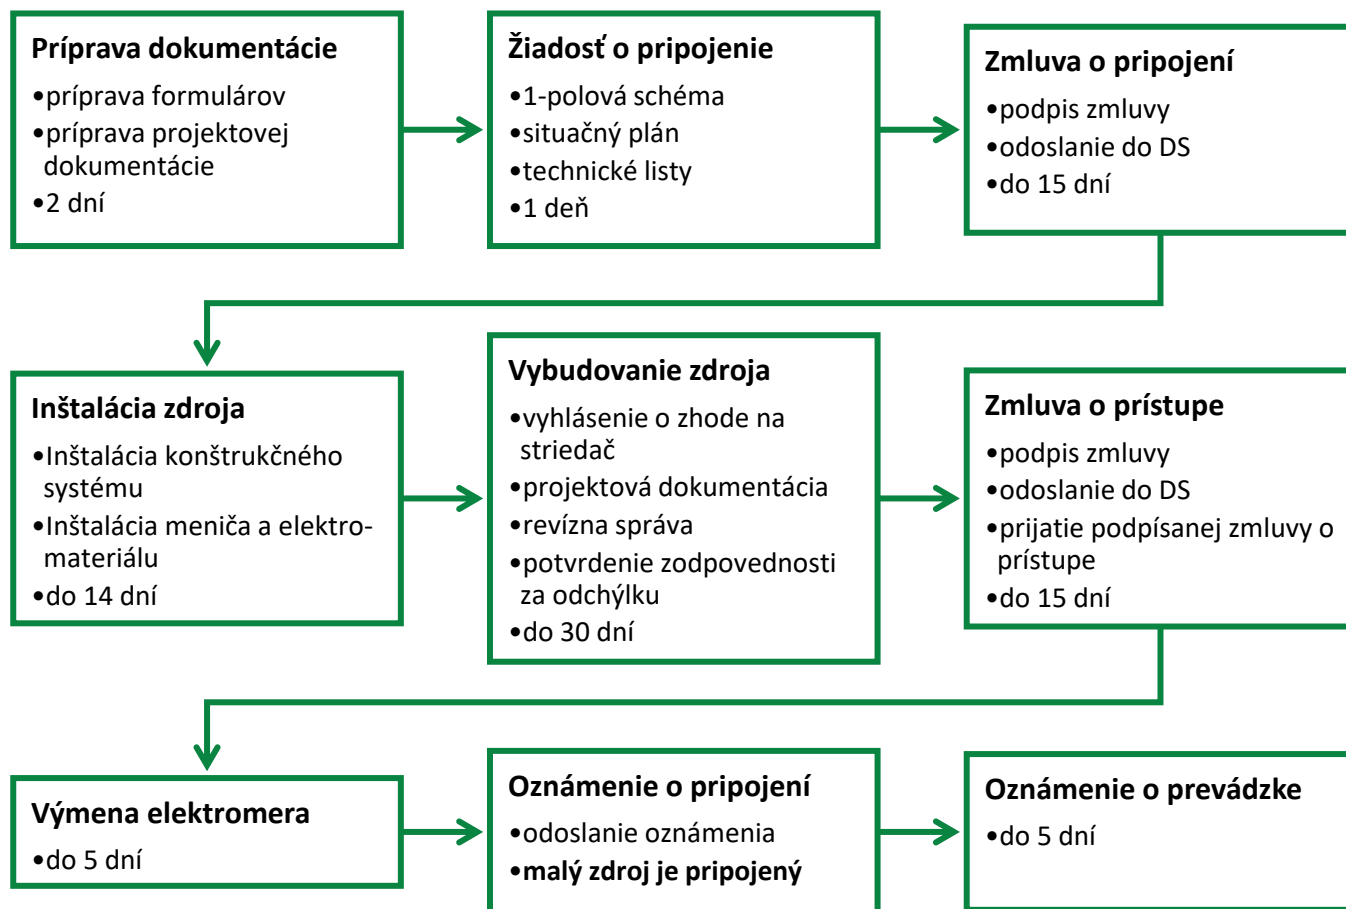 Príprava dokumentácie
•príprava formulárov
•príprava projektovej
dokumentácie
•2 dní
Žiadosť o pripojenie
•1-polová schéma
•situačný plán
•technické listy
•1 deň
Zmluva o pripojení
•podpis zmluvy
•odoslanie do DS
•do 15 dní
Inštalácia zdroja
•Inštalácia konštrukčného
systému
•Inštalácia meniča a elektro-
materiálu
•do 14 dní
Vybudovanie zdroja
•vyhlásenie o zhode na
striedač
•projektová dokumentácia
•revízna správa
•potvrdenie zodpovednosti
za odchýlku
•do 30 dní
Zmluva o prístupe
•podpis zmluvy
•odoslanie do DS
•prijatie podpísanej zmluvy o
prístupe
•do 15 dní
Výmena elektromera
•do 5 dní
Oznámenie o pripojení
•odoslanie oznámenia
•malý zdroj je pripojený
Oznámenie o prevádzke
•do 5 dní